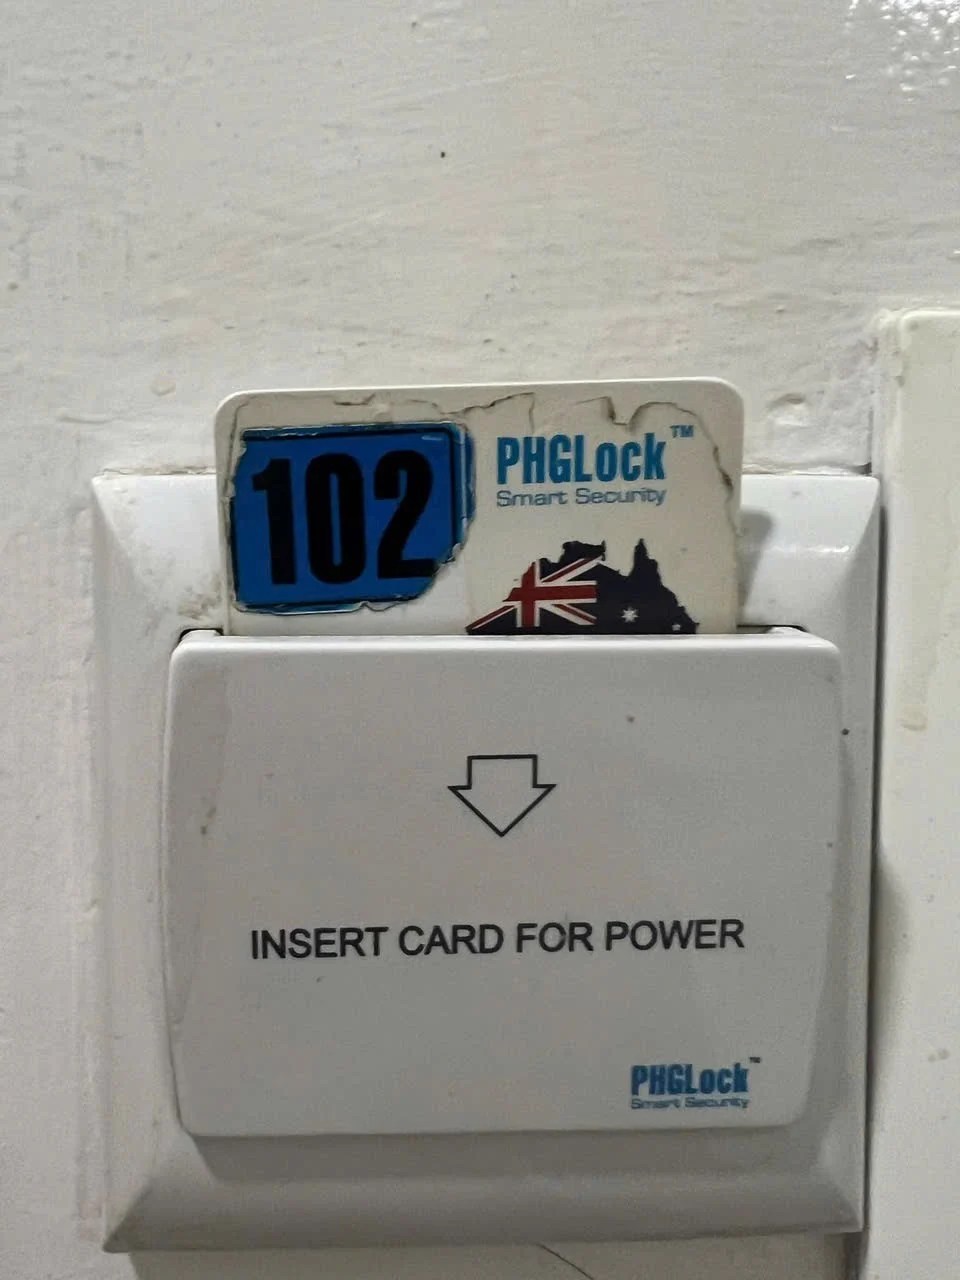 102
PHGLock™
Smart Security
INSERT CARD FOR POWER
PHGLock™
Smart Security